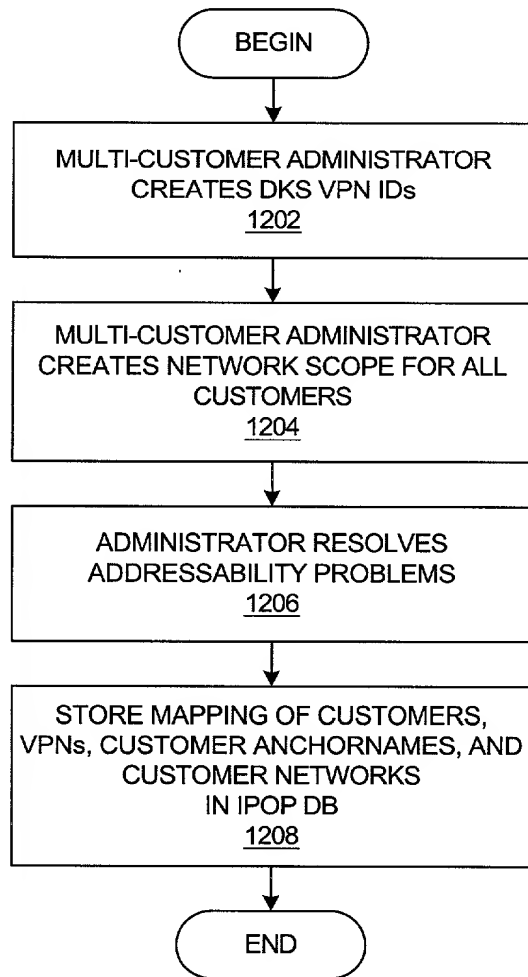 BEGIN
MULTI-CUSTOMER ADMINISTRATOR
CREATES DKS VPN IDs
1202
MULTI-CUSTOMER ADMINISTRATOR
CREATES NETWORK SCOPE FOR ALL
CUSTOMERS
1204
ADMINISTRATOR RESOLVES
ADDRESSABILITY PROBLEMS
1206
STORE MAPPING OF CUSTOMERS,
VPNs, CUSTOMER ANCHORNAMES, AND
CUSTOMER NETWORKS
IN IPOP DB
1208
END